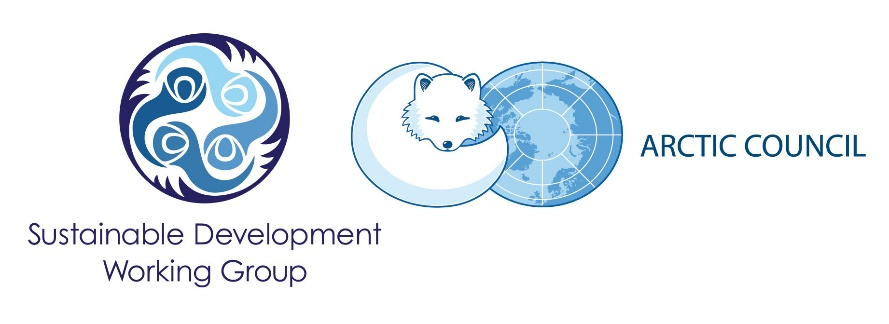 Sustainable Development
Working Group
ARCTIC COUNCIL